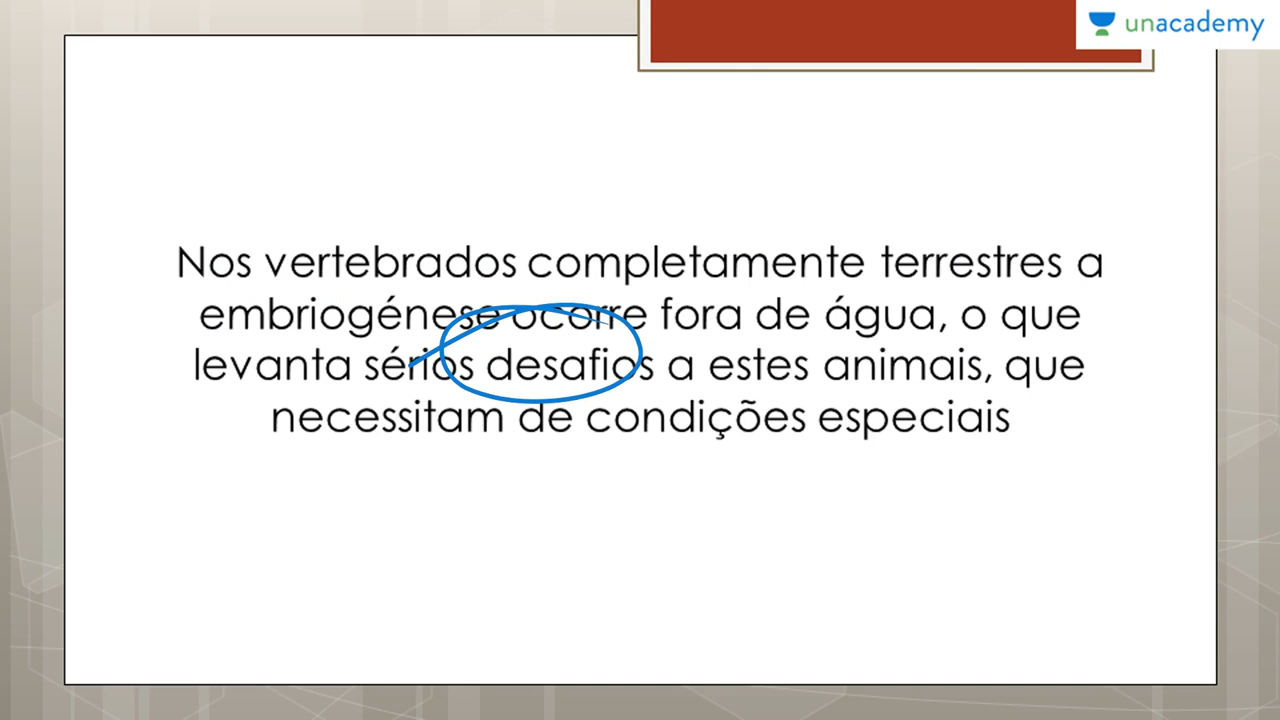 unacademy
Nos vertebrados completamente terrestres a
embriogénese ocorre fora de água, o que
levanta sérios desafios a estes animais, que
necessitam de condições especiais